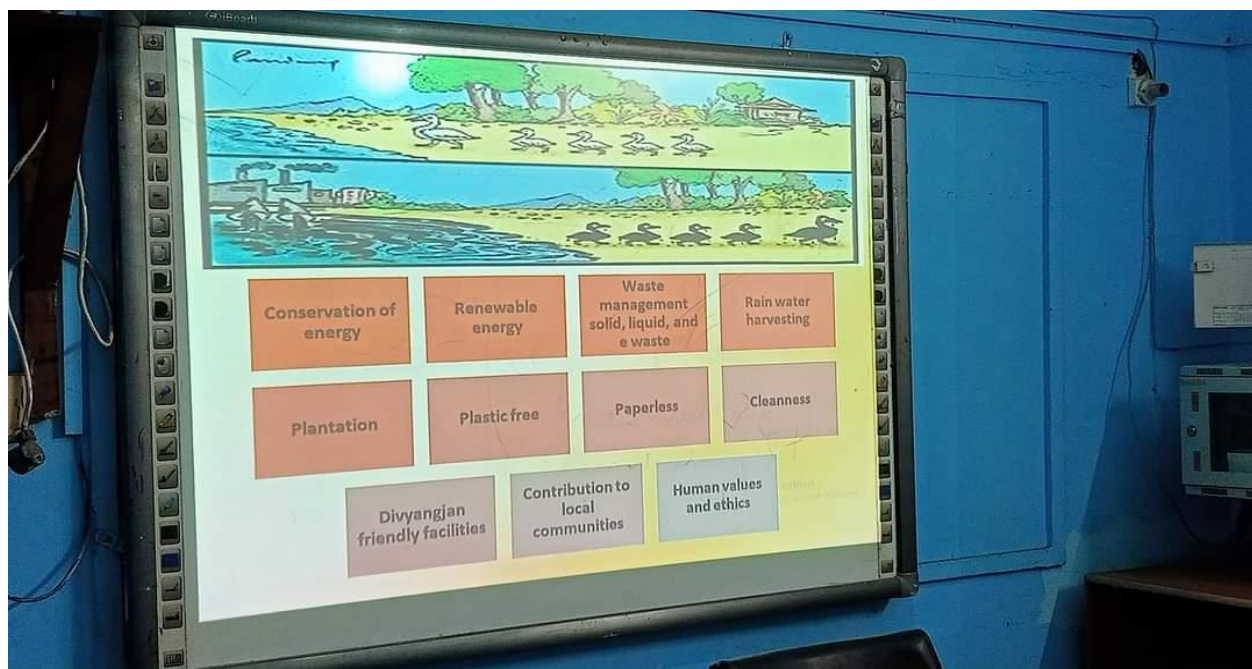 Conservation of
energy
Renewable
energy
Waste
management
solid, liquid, and
e waste
Rain water
harvesting
Plantation
Plastic free
Paperless
Cleanness
Divyangjan
friendly facilities
Contribution to
local
communities
Human values
and ethics